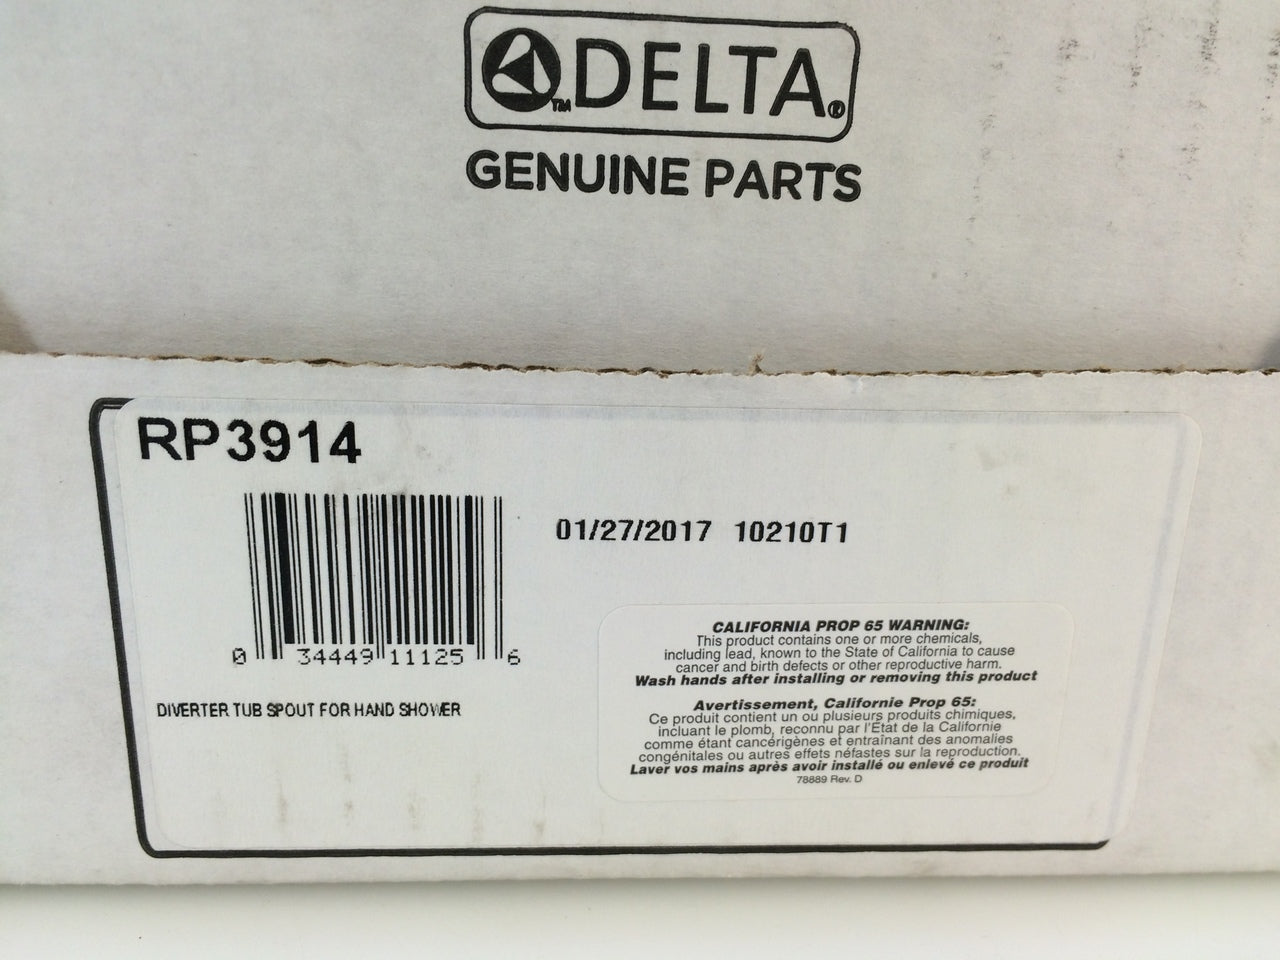 DELTA®
GENUINE PARTS
RP3914
01/27/2017 10210T1
0 34449 11125 6
DIVERTER TUB SPOUT FOR HAND SHOWER
CALIFORNIA PROP 65 WARNING:
This product contains one or more chemicals,
including lead, known to the State of California to cause
cancer and birth defects or other reproductive harm.
Wash hands after installing or removing this product
Avertissement, Californie Prop 65:
Ce produit contient un ou plusieurs produits chimiques,
incluant le plomb, reconnu par l'État de la Californie
comme étant cancérigènes et entraînant des anomalies
congénitales ou autres effets néfastes sur la reproduction.
Laver vos mains après avoir installé ou enlevé ce produit
78889 Rev. D